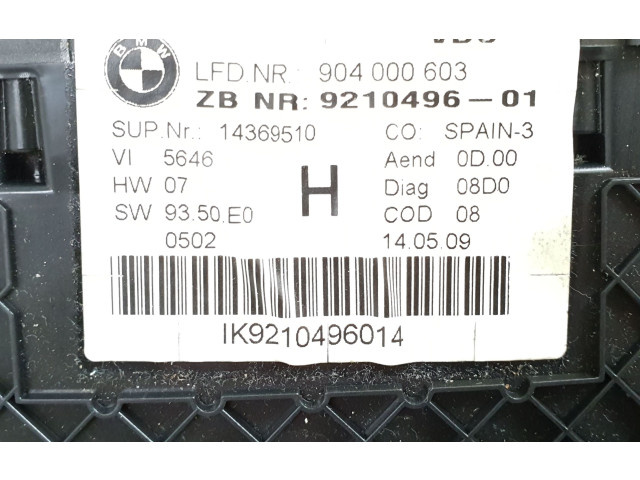 BMW
LFD.NR.: 904 000 603
ZB NR: 9210496-01
SUP.Nr.: 14369510 CO: SPAIN-3
VI 5646 Aend 0D.00
HW 07 H Diag 08D0
SW 93.50.E0 COD 08
0502 14.05.09
IK9210496014